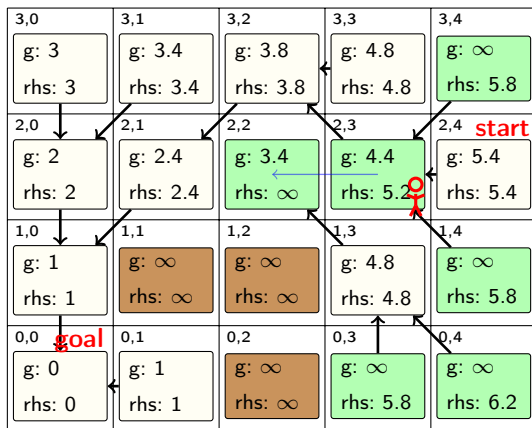 3,0 3,1 3,2 3,3 3,4
g: 3 g: 3.4 g: 3.8 g: 4.8 g: ∞
rhs: 3 rhs: 3.4 rhs: 3.8 rhs: 4.8 rhs: 5.8
2,0 2,1 2,2 2,3 2,4 start
g: 2 g: 2.4 g: 3.4 g: 4.4 g: 5.4
rhs: 2 rhs: 2.4 rhs: ∞ rhs: 5.2 rhs: 5.4
1,0 1,1 1,2 1,3 1,4
g: 1 g: ∞ g: ∞ g: 4.8 g: ∞
rhs: 1 rhs: ∞ rhs: ∞ rhs: 4.8 rhs: 5.8
0,0 goal 0,1 0,2 0,3 0,4
g: 0 g: 1 g: ∞ g: ∞ g: ∞
rhs: 0 rhs: 1 rhs: ∞ rhs: 5.8 rhs: 6.2